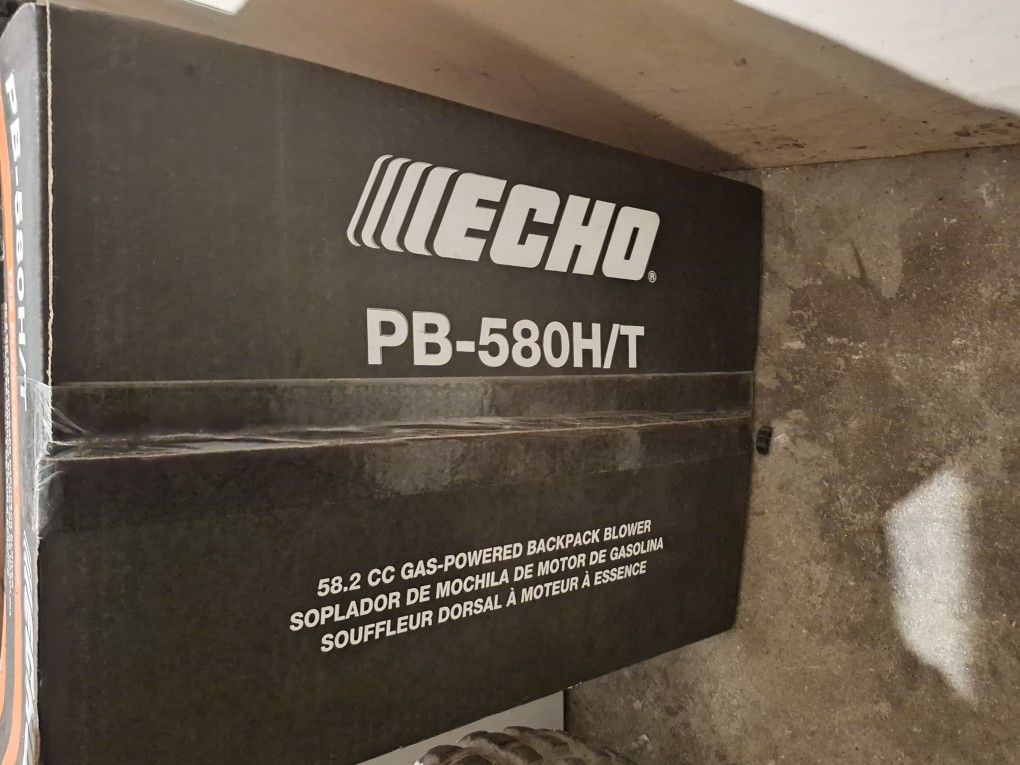 ECHO®
PB-580H/T
58.2 CC GAS-POWERED BACKPACK BLOWER
SOPLADOR DE MOCHILA DE MOTOR DE GASOLINA
SOUFFLEUR DORSAL À MOTEUR À ESSENCE
PB-580H/T